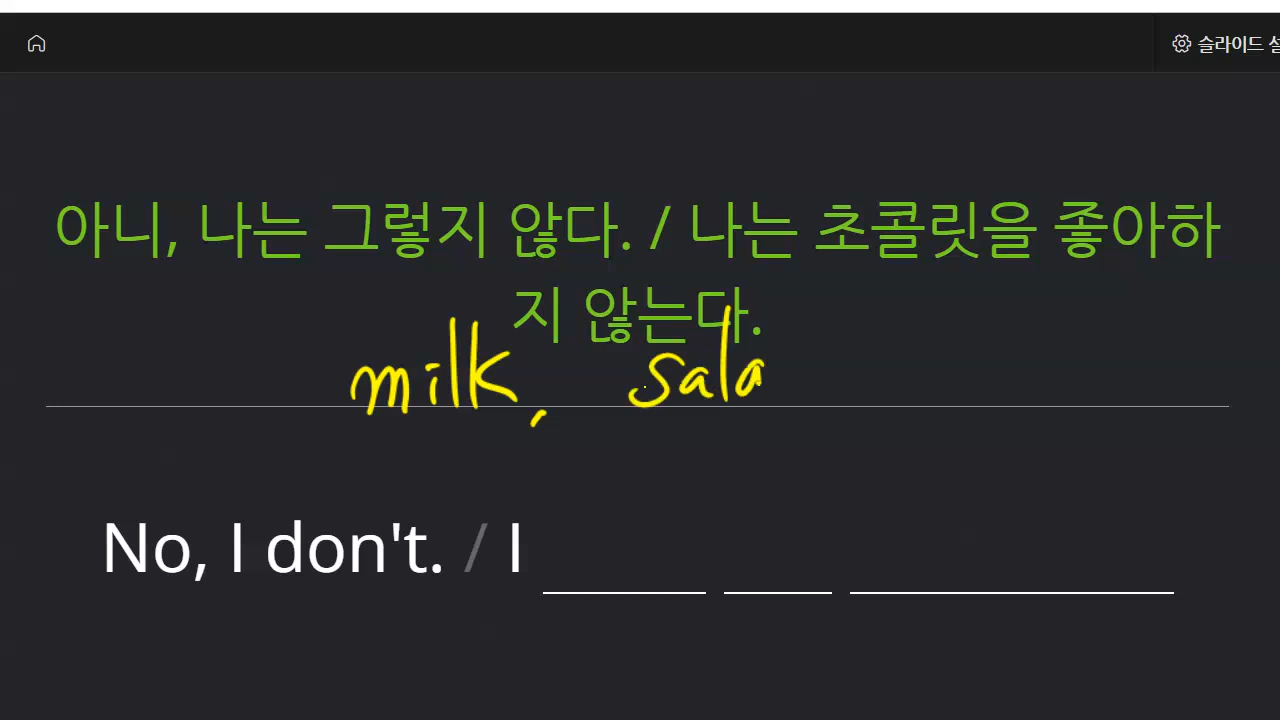 슬라이드 설
아니, 나는 그렇지 않다. / 나는 초콜릿을 좋아하
지 않는다.
milk, sala
No, I don't. / I